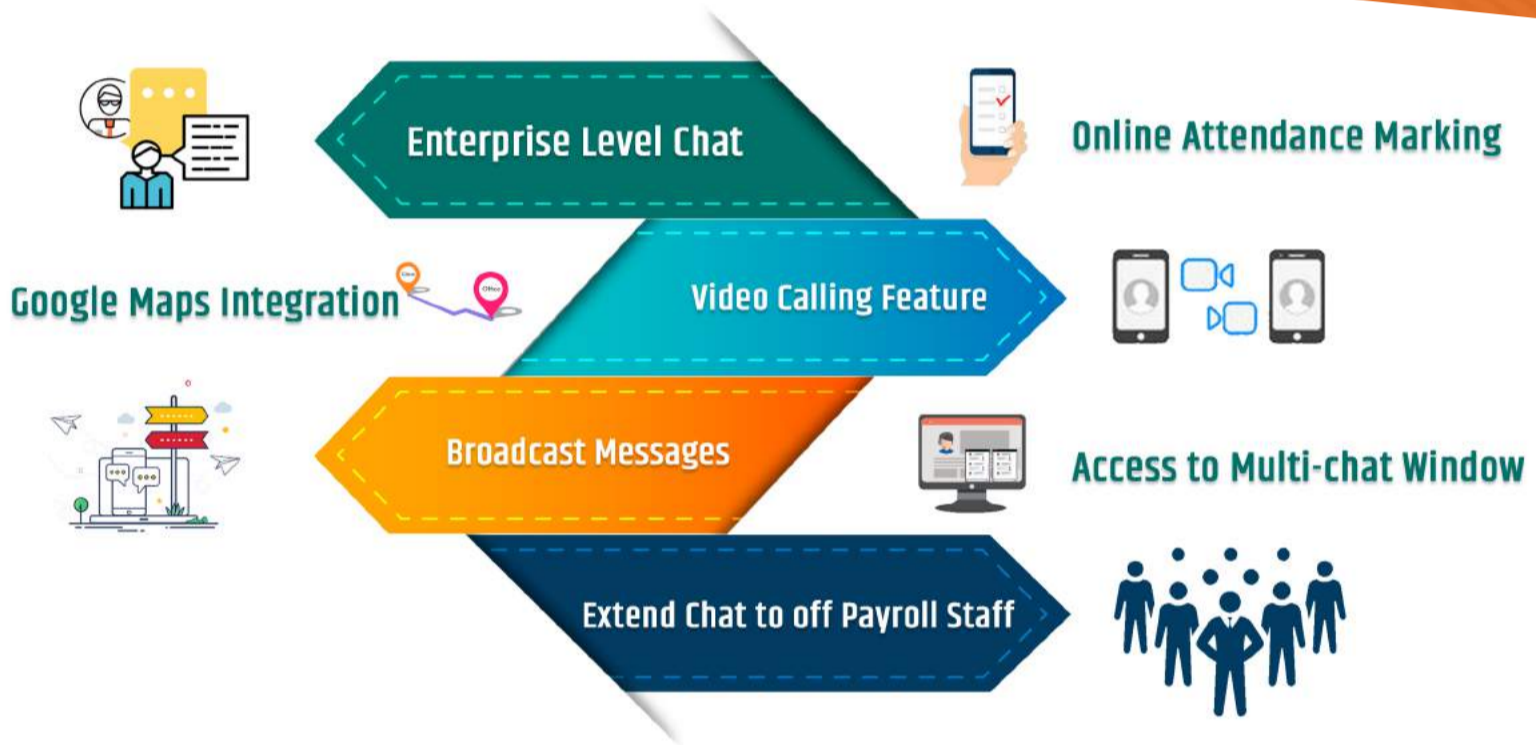 Enterprise Level Chat
Online Attendance Marking
Google Maps Integration
Office
Video Calling Feature
Broadcast Messages
Access to Multi-chat Window
Extend Chat to off Payroll Staff